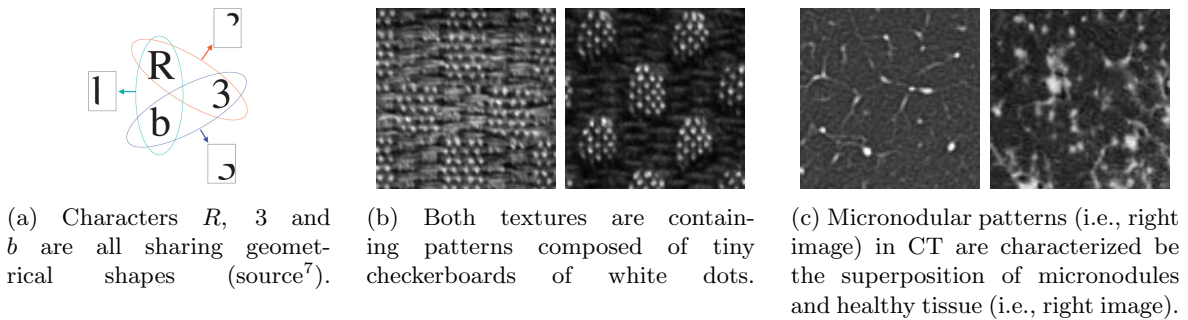 R
3
b
(a) Characters R, 3 and
b are all sharing geomet-
rical shapes (source7).
(b) Both textures are contain-
ing patterns composed of tiny
checkerboards of white dots.
(c) Micronodular patterns (i.e., right
image) in CT are characterized be
the superposition of micronodules
and healthy tissue (i.e., right image).